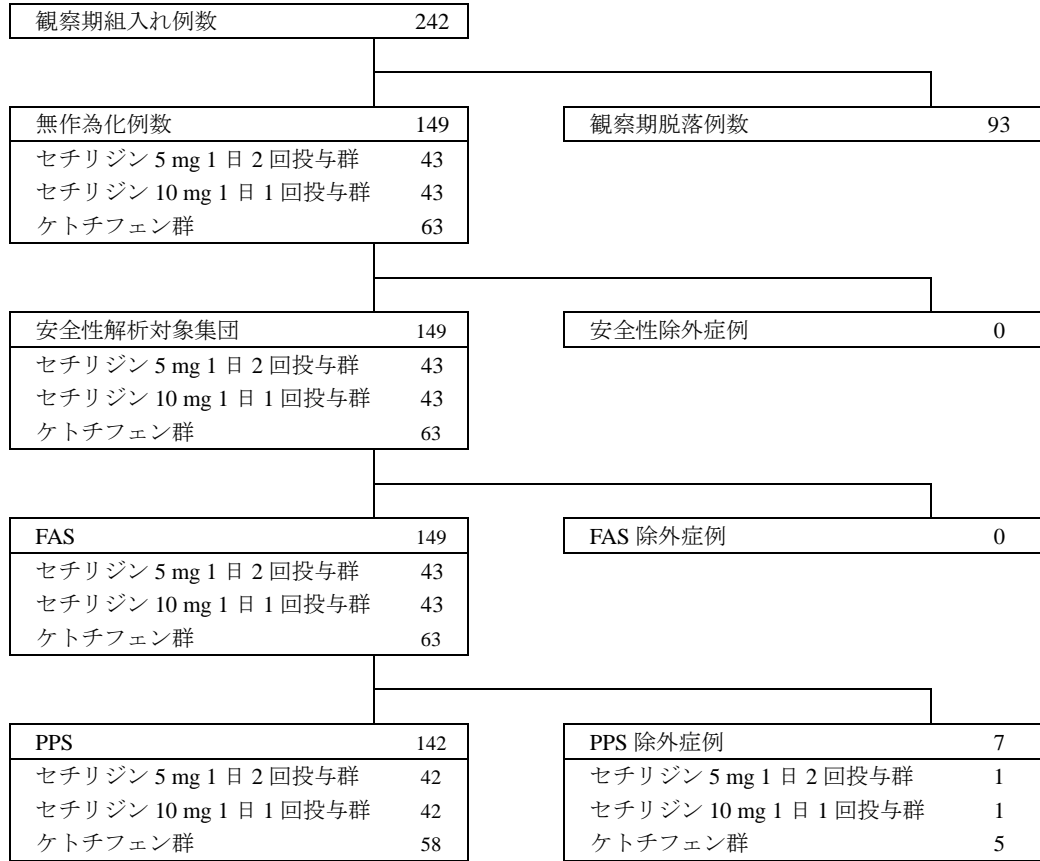 観察期組入れ例数 242
無作為化例数 149
セチリジン 5 mg 1 日 2 回投与群 43
セチリジン 10 mg 1 日 1 回投与群 43
ケトチフェン群 63
観察期脱落例数 93
安全性解析対象集団 149
セチリジン 5 mg 1 日 2 回投与群 43
セチリジン 10 mg 1 日 1 回投与群 43
ケトチフェン群 63
安全性除外症例 0
FAS 149
セチリジン 5 mg 1 日 2 回投与群 43
セチリジン 10 mg 1 日 1 回投与群 43
ケトチフェン群 63
FAS 除外症例 0
PPS 142
セチリジン 5 mg 1 日 2 回投与群 42
セチリジン 10 mg 1 日 1 回投与群 42
ケトチフェン群 58
PPS 除外症例 7
セチリジン 5 mg 1 日 2 回投与群 1
セチリジン 10 mg 1 日 1 回投与群 1
ケトチフェン群 5